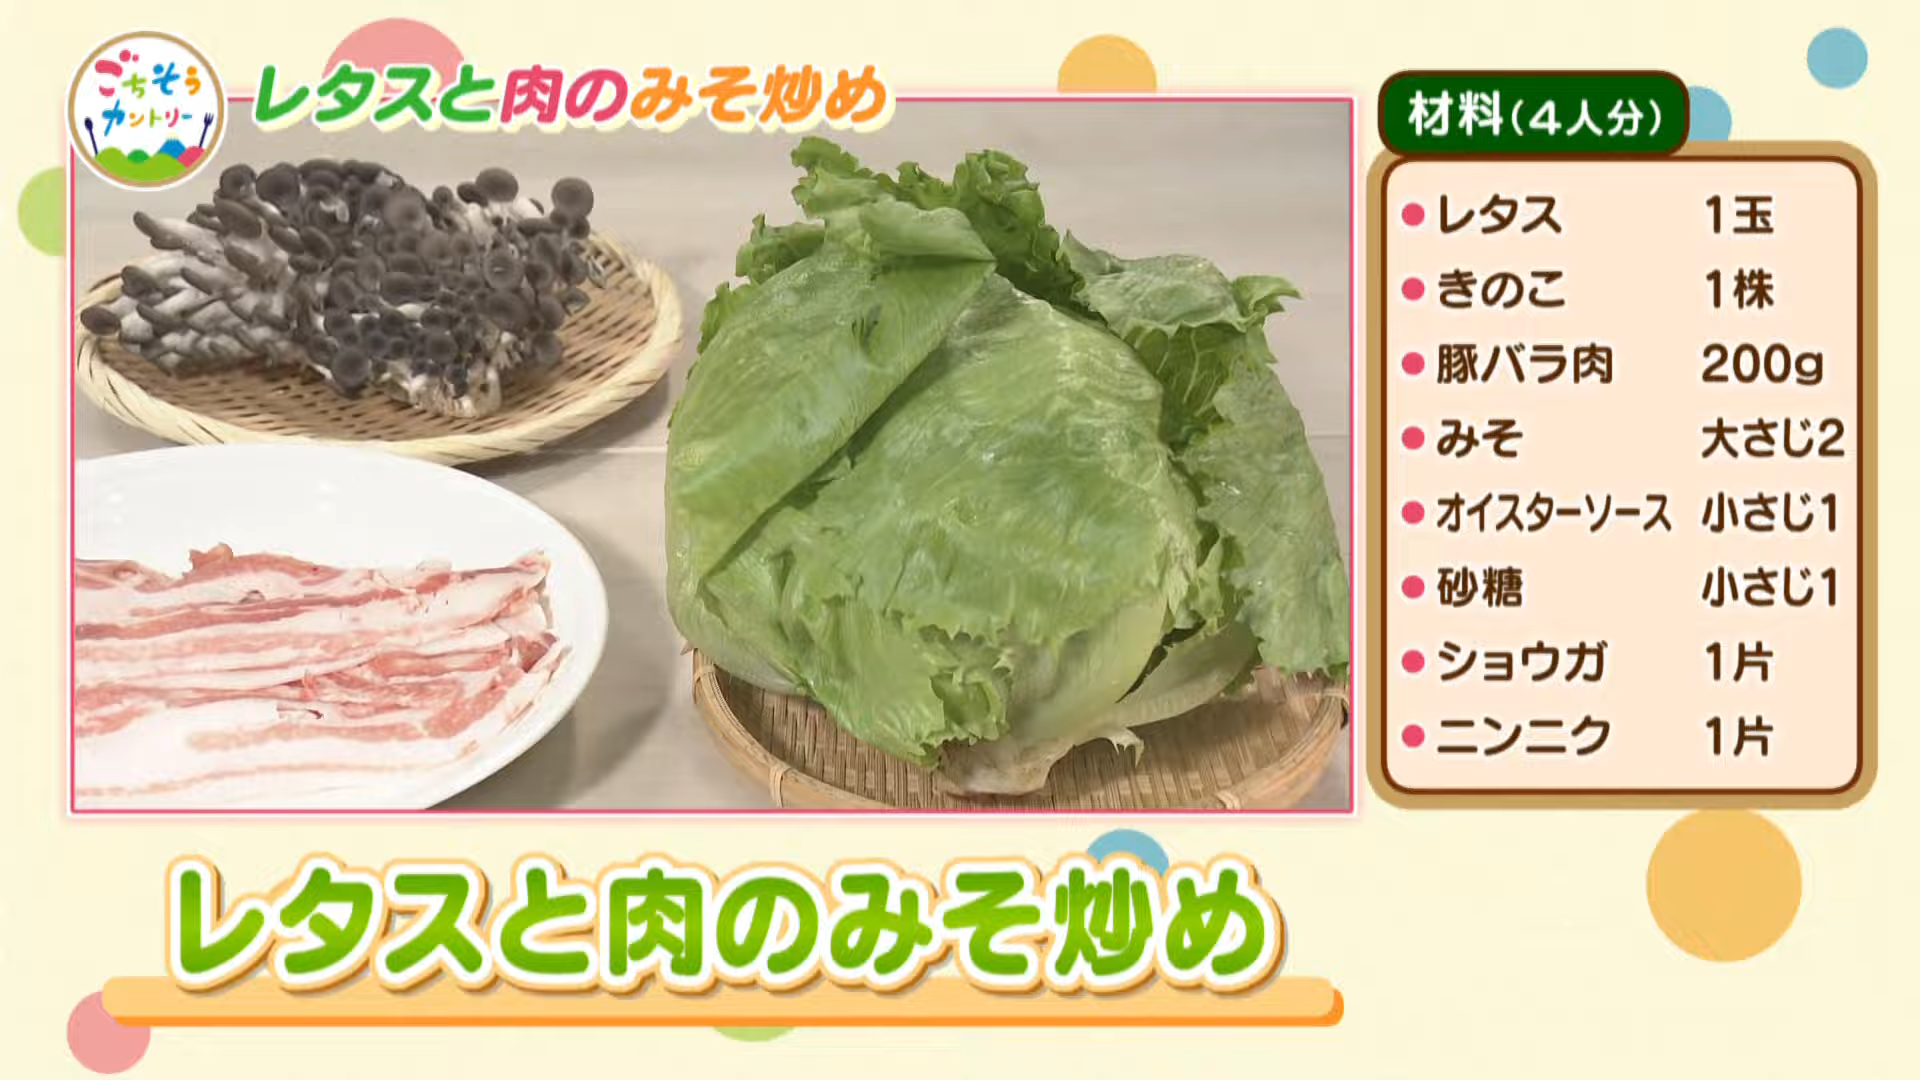 ごちそう
カントリー
レタスと肉のみそ炒め
材料(4人分)
●レタス 1玉
●きのこ 1株
●豚バラ肉 200g
●みそ 大さじ2
●オイスターソース 小さじ1
●砂糖 小さじ1
●ショウガ 1片
●ニンニク 1片
レタスと肉のみそ炒め